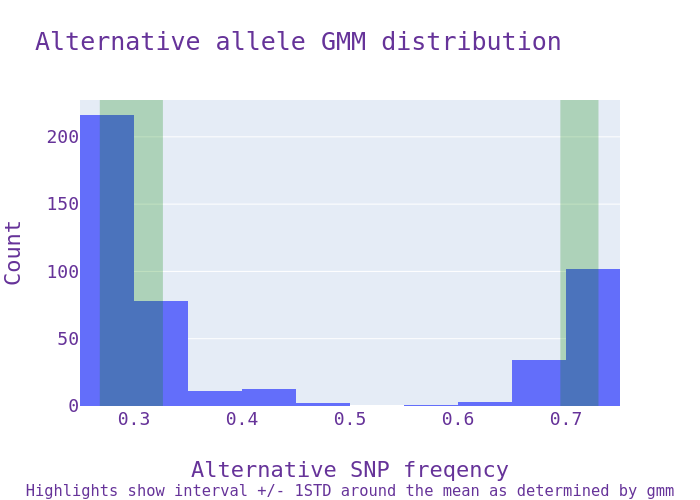 Alternative allele GMM distribution
Count
200
150
100
50
0
0.3 0.4 0.5 0.6 0.7
Alternative SNP freqency
Highlights show interval +/- 1STD around the mean as determined by gmm